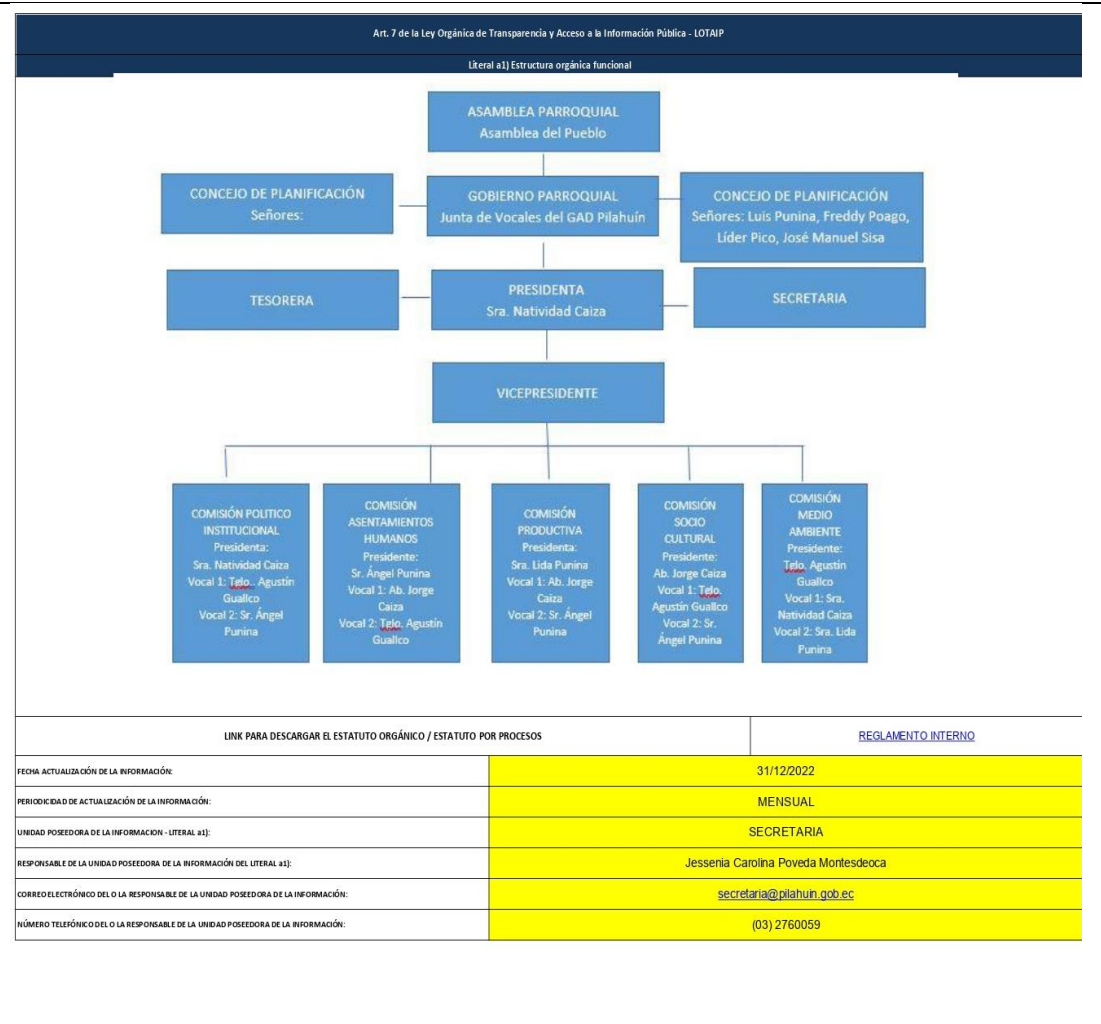 Art. 7 de la Ley Orgánica de Transparencia y Acceso a la Información Pública - LOTAIP
Literal a1) Estructura orgánica funcional
ASAMBLEA PARROQUIAL
Asamblea del Pueblo
CONCEJO DE PLANIFICACIÓN
Señores:
GOBIERNO PARROQUIAL
Junta de Vocales del GAD Pilahuín
CONCEJO DE PLANIFICACIÓN
Señores: Luis Punina, Freddy Poago,
Líder Pico, José Manuel Sisa
TESORERA
PRESIDENTA
Sra. Natividad Caiza
SECRETARIA
VICEPRESIDENTE
COMISIÓN POLITICO
INSTITUCIONAL
Presidenta:
Sra. Natividad Caiza
Vocal 1: Tglo.. Agustín
Guallco
Vocal 2: Sr. Ángel
Punina
COMISIÓN
ASENTAMIENTOS
HUMANOS
Presidente:
Sr. Ángel Punina
Vocal 1: Ab. Jorge
Caiza
Vocal 2: Tglo. Agustín
Guallco
COMISIÓN
PRODUCTIVA
Presidenta:
Sra. Lida Punina
Vocal 1: Ab. Jorge
Caiza
Vocal 2: Sr. Ángel
Punina
COMISIÓN
SOCIO
CULTURAL
Presidente:
Ab. Jorge Caiza
Vocal 1: Tglo.
Agustín Guallco
Vocal 2: Sr.
Ángel Punina
COMISIÓN
MEDIO
AMBIENTE
Presidente:
Tglo. Agustín
Guallco
Vocal 1: Sra.
Natividad Caiza
Vocal 2: Sra. Lida
Punina
LINK PARA DESCARGAR EL ESTATUTO ORGÁNICO / ESTATUTO POR PROCESOS
REGLAMENTO INTERNO
FECHA ACTUALIZACIÓN DE LA INFORMACIÓN:
31/12/2022
PERIODICIDAD DE ACTUALIZACIÓN DE LA INFORMACIÓN:
MENSUAL
UNIDAD POSEEDORA DE LA INFORMACION - LITERAL a1):
SECRETARIA
RESPONSABLE DE LA UNIDAD POSEEDORA DE LA INFORMACIÓN DEL LITERAL a1):
Jessenia Carolina Poveda Montesdeoca
CORREO ELECTRÓNICO DEL O LA RESPONSABLE DE LA UNIDAD POSEEDORA DE LA INFORMACIÓN:
secretaria@pilahuin.gob.ec
NÚMERO TELEFÓNICO DEL O LA RESPONSABLE DE LA UNIDAD POSEEDORA DE LA INFORMACIÓN:
(03) 2760059